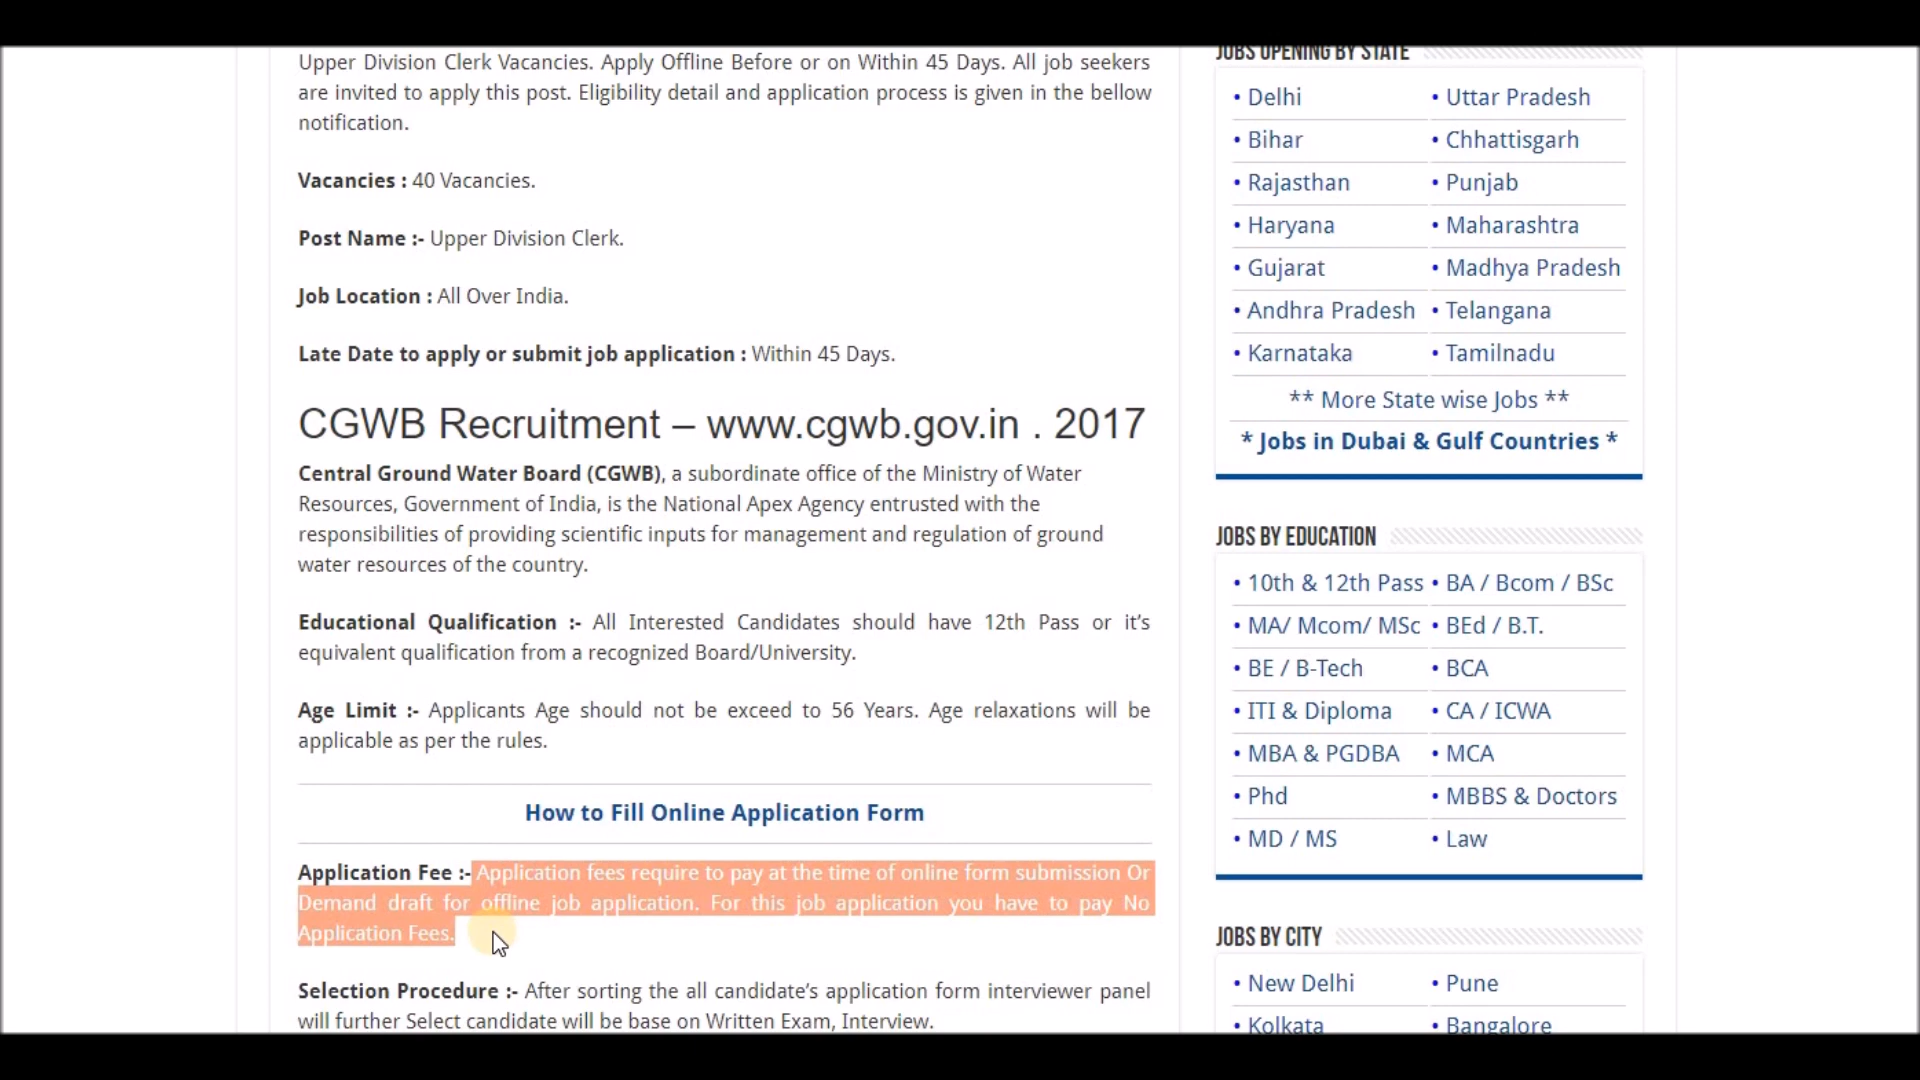 Upper Division Clerk Vacancies. Apply Offline Before or on Within 45 Days. All job seekers
are invited to apply this post. Eligibility detail and application process is given in the bellow
notification.
Vacancies : 40 Vacancies.
Post Name :- Upper Division Clerk.
Job Location : All Over India.
Late Date to apply or submit job application : Within 45 Days.
CGWB Recruitment – www.cgwb.gov.in . 2017
Central Ground Water Board (CGWB), a subordinate office of the Ministry of Water
Resources, Government of India, is the National Apex Agency entrusted with the
responsibilities of providing scientific inputs for management and regulation of ground
water resources of the country.
Educational Qualification :- All Interested Candidates should have 12th Pass or it’s
equivalent qualification from a recognized Board/University.
Age Limit :- Applicants Age should not be exceed to 56 Years. Age relaxations will be
applicable as per the rules.
How to Fill Online Application Form
Application Fee :- Application fees require to pay at the time of online form submission Or
Demand draft for offline job application. For this job application you have to pay No
Application Fees.
Selection Procedure :- After sorting the all candidate’s application form interviewer panel
will further Select candidate will be base on Written Exam, Interview.
JOBS OPENING BY STATE
• Delhi • Uttar Pradesh
• Bihar • Chhattisgarh
• Rajasthan • Punjab
• Haryana • Maharashtra
• Gujarat • Madhya Pradesh
• Andhra Pradesh • Telangana
• Karnataka • Tamilnadu
** More State wise Jobs **
* Jobs in Dubai & Gulf Countries *
JOBS BY EDUCATION
• 10th & 12th Pass • BA / Bcom / BSc
• MA/ Mcom/ MSc • BEd / B.T.
• BE / B-Tech • BCA
• ITI & Diploma • CA / ICWA
• MBA & PGDBA • MCA
• Phd • MBBS & Doctors
• MD / MS • Law
JOBS BY CITY
• New Delhi • Pune
• Kolkata • Bangalore